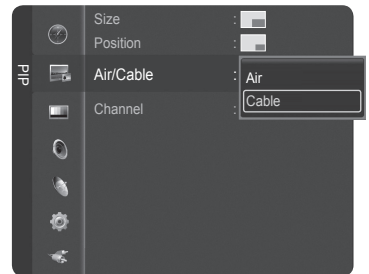 PIP
Size :
Position :
Air/Cable :
Air
Cable
Channel :